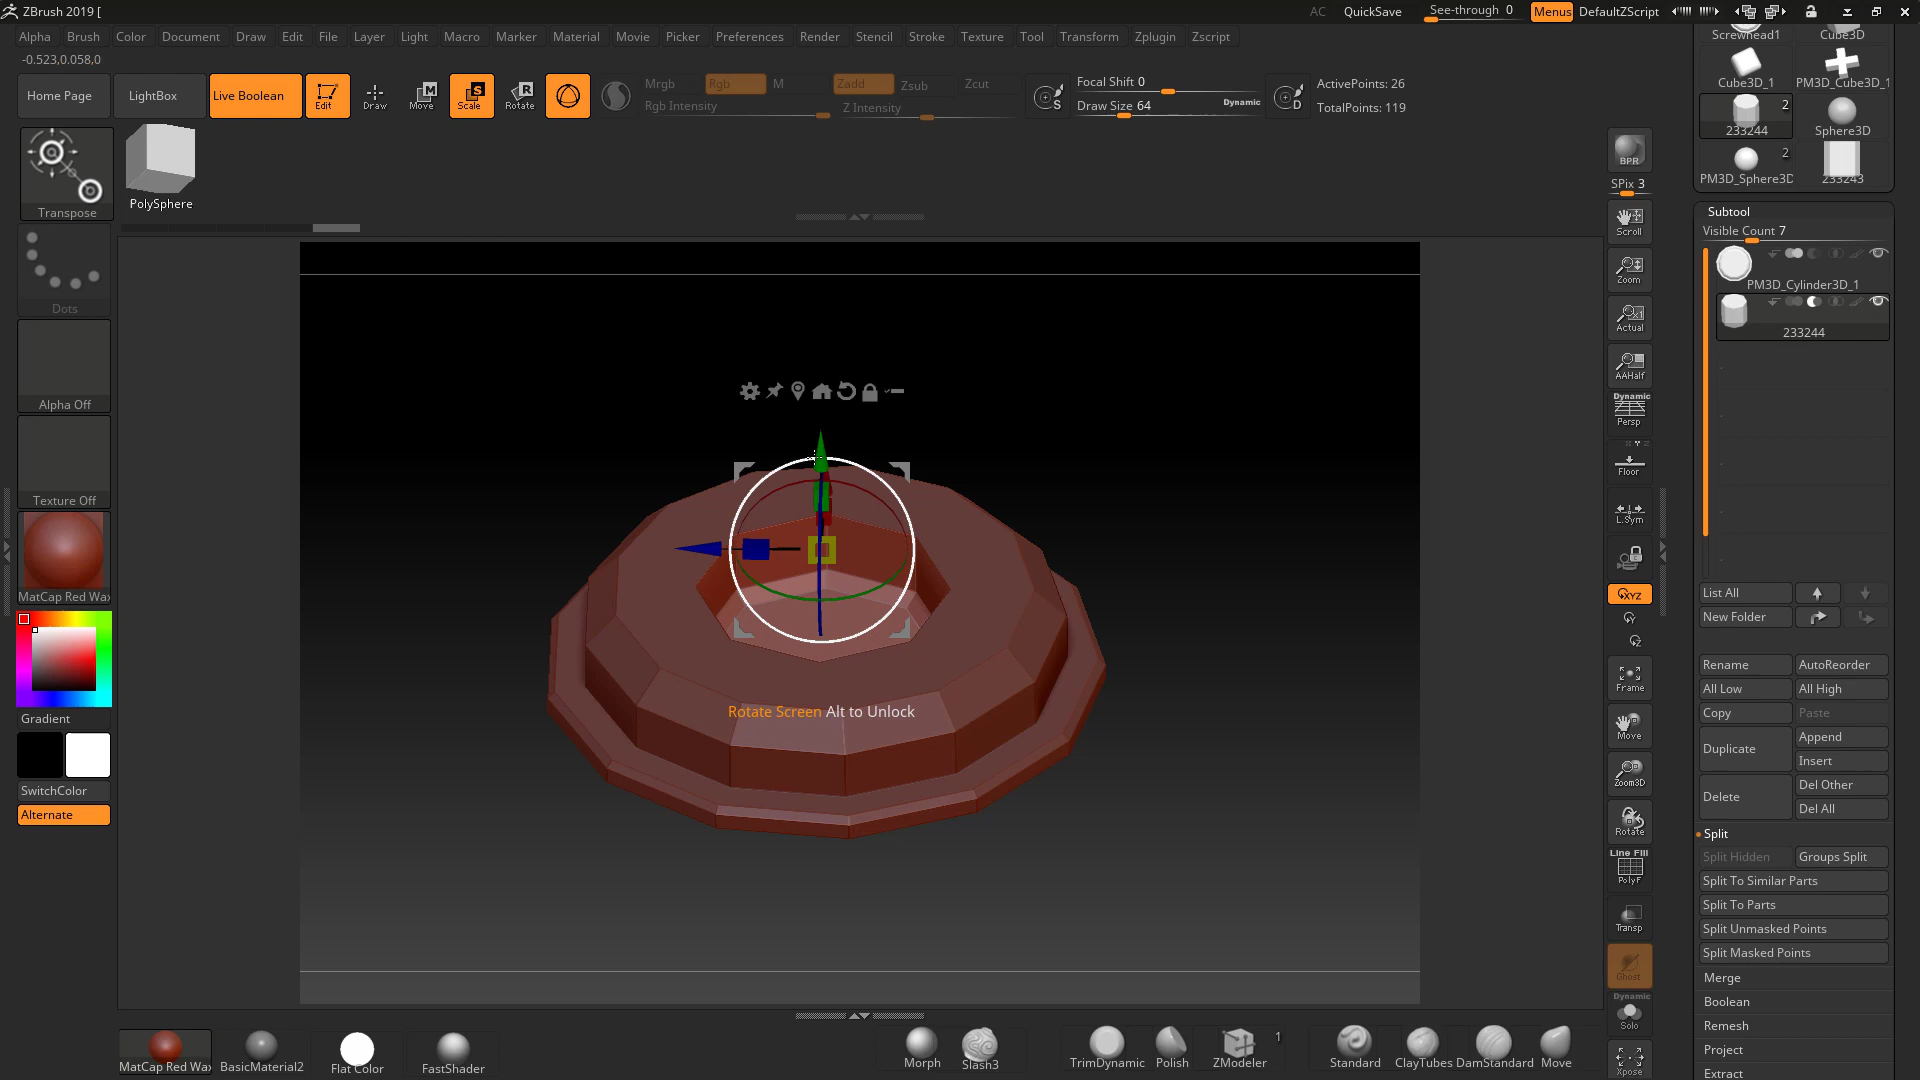 ZBrush 2019 [
AC QuickSave See-through 0 Menus DefaultZScript
Alpha Brush Color Document Draw Edit File Layer Light Macro Marker Material Movie Picker Preferences Render Stencil Stroke Texture Tool Transform Zplugin Zscript
-0.523,0.058,0
Home Page LightBox Live Boolean Edit Draw Move Scale Rotate
Mrgb Rgb M Zadd Zsub Zcut
Rgb Intensity Z Intensity
Focal Shift 0
Draw Size 64 Dynamic
ActivePoints: 26
TotalPoints: 119
Transpose
PolySphere
Dots
Alpha Off
Texture Off
MatCap Red Wax
Gradient
SwitchColor
Alternate
Rotate Screen Alt to Unlock
BPR
SPix 3
Scroll
Zoom
Actual
AAHalf
Dynamic
Persp
Floor
L.Sym
XYZ
Y
Z
Frame
Move
Zoom3D
Rotate
Line Fill
PolyF
Transp
Ghost
Dynamic
Solo
Xpose
Screwhead1 Cube3D
Cube3D_1 PM3D_Cube3D_1
2
233244 Sphere3D
2
PM3D_Sphere3D 233243
Subtool
Visible Count 7
PM3D_Cylinder3D_1
233244
List All
New Folder
Rename AutoReorder
All Low All High
Copy Paste
Duplicate Append
Insert
Delete Del Other
Del All
Split
Split Hidden Groups Split
Split To Similar Parts
Split To Parts
Split Unmasked Points
Split Masked Points
Merge
Boolean
Remesh
Project
Extract
MatCap Red Wax BasicMaterial2 Flat Color FastShader
Morph Slash3 TrimDynamic Polish ZModeler 1 Standard ClayTubes DamStandard Move